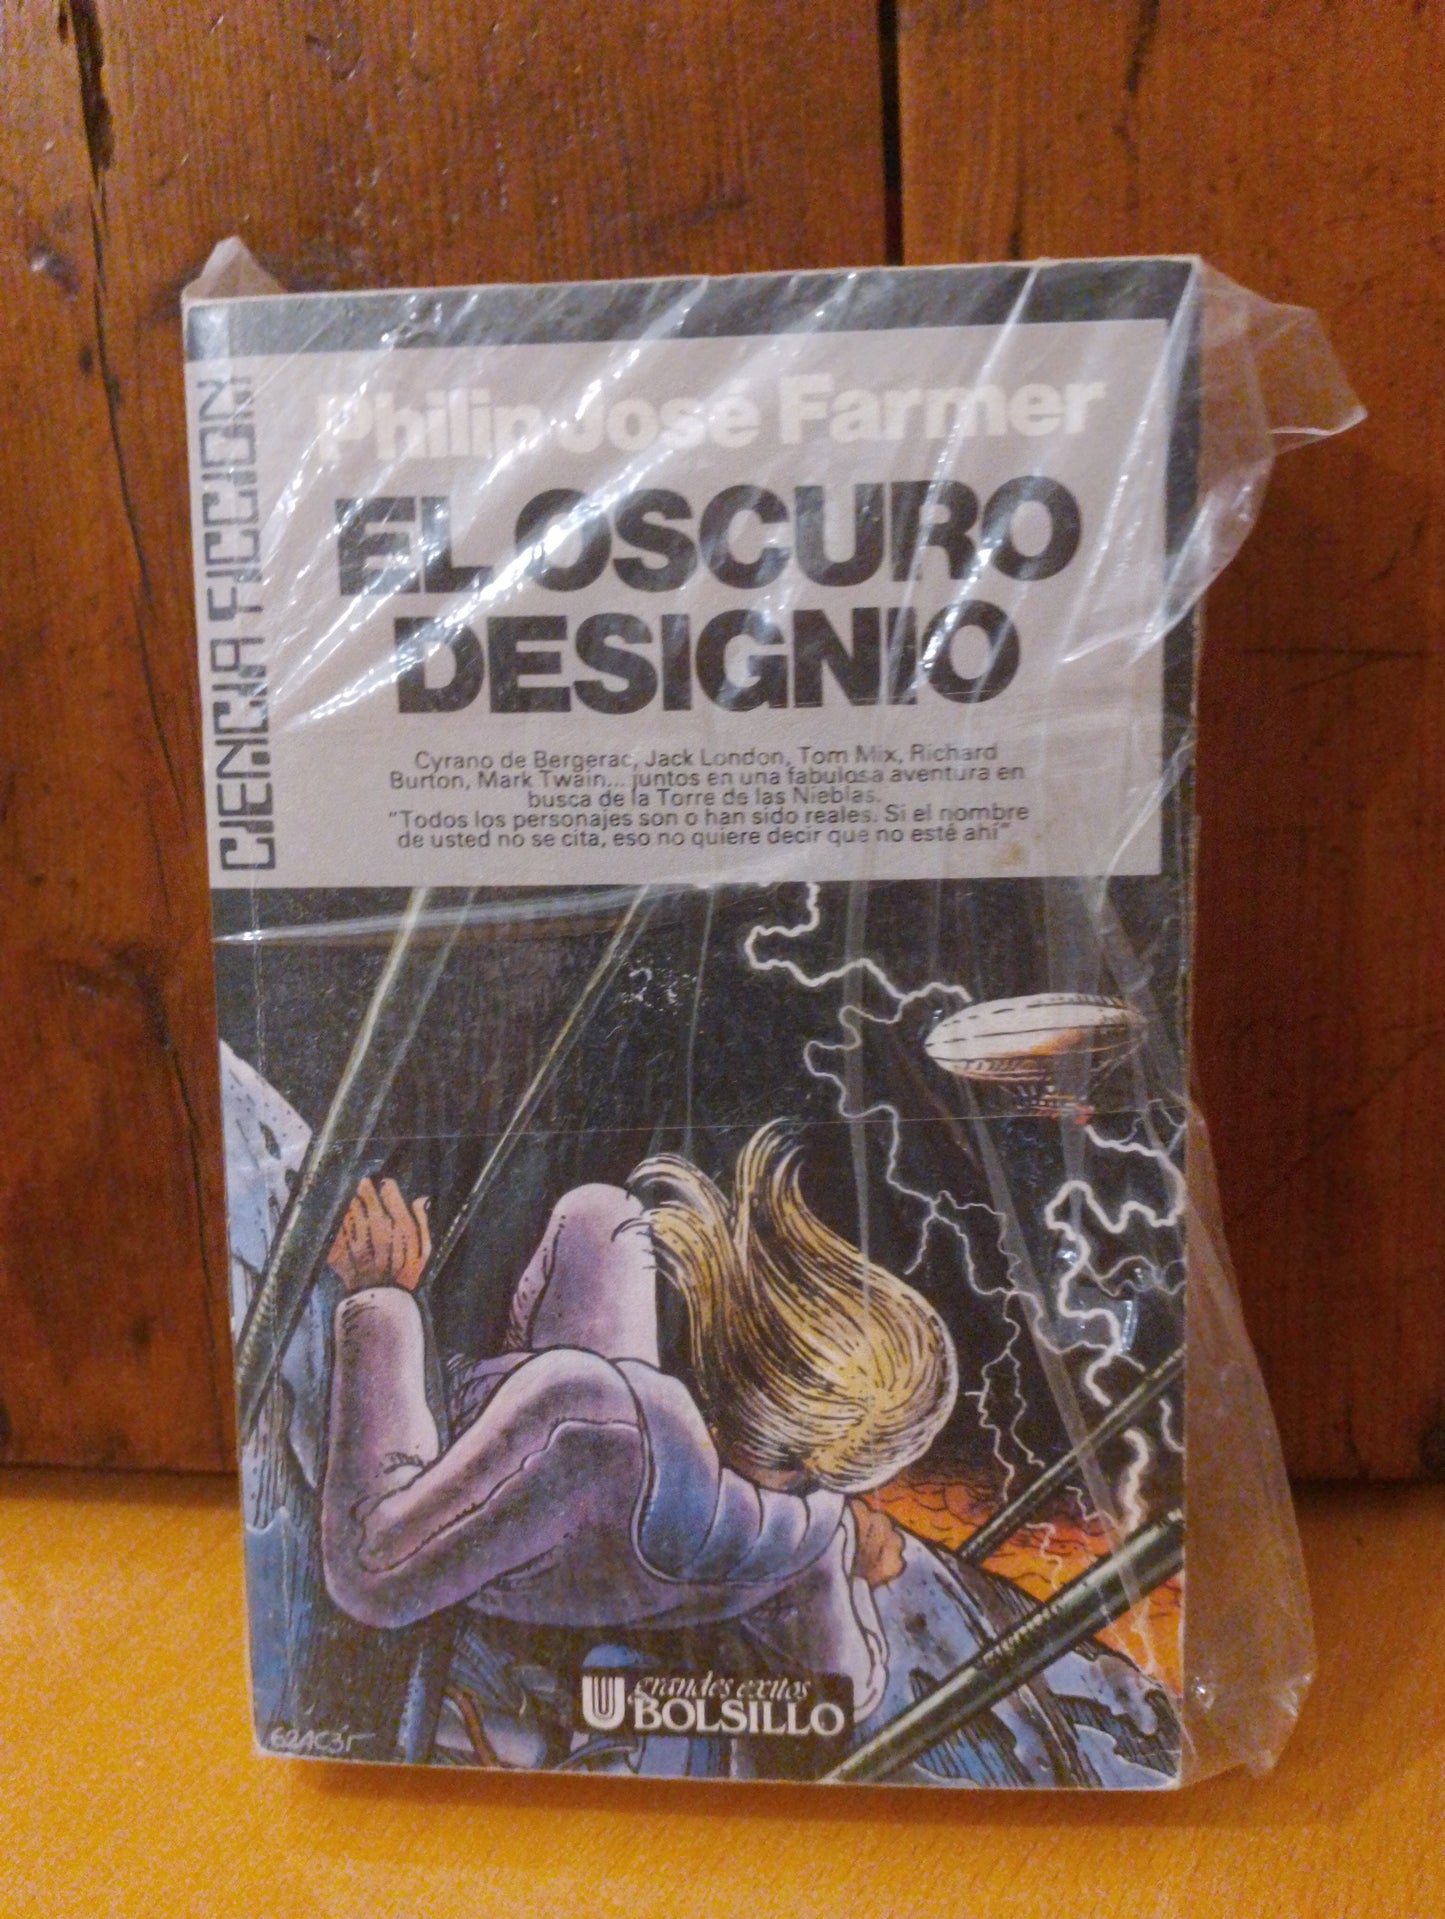 CIENCIA FICCION
Philip José Farmer
EL OSCURO
DESIGNIO
Cyrano de Bergerac, Jack London, Tom Mix, Richard
Burton, Mark Twain... juntos en una fabulosa aventura en
busca de la Torre de las Nieblas.
"Todos los personajes son o han sido reales. Si el nombre
de usted no se cita, eso no quiere decir que no esté ahí"
grandes exitos
BOLSILLO